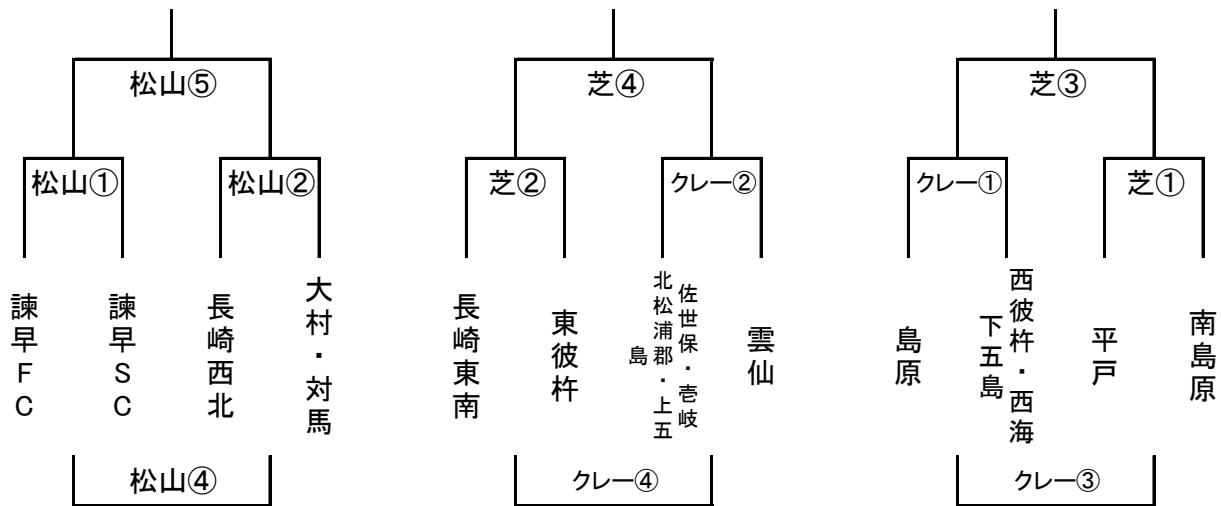 松山⑤
芝④
芝③
松山①
松山②
芝②
クレー②
クレー①
芝①
諫早FC
諫早SC
長崎西北
大村・対馬
長崎東南
東彼杵
佐世保・壱岐
北松浦郡・上五
島
雲仙
島原
西彼杵・西海
下五島
平戸
南島原
松山④
クレー④
クレー③